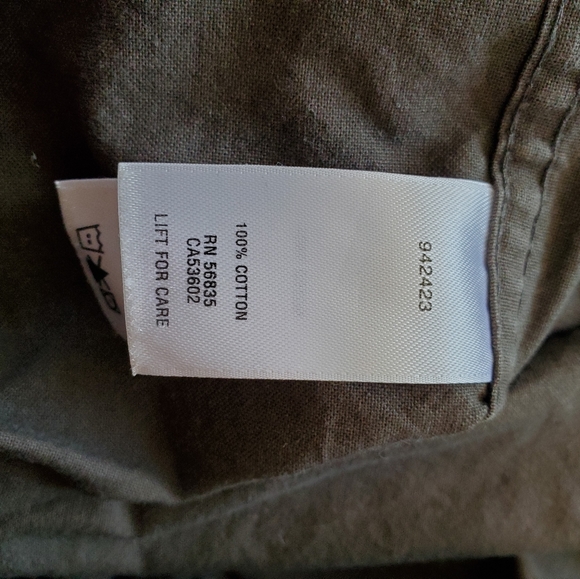 942423
100% COTTON
RN 56835
CA53602
LIFT FOR CARE